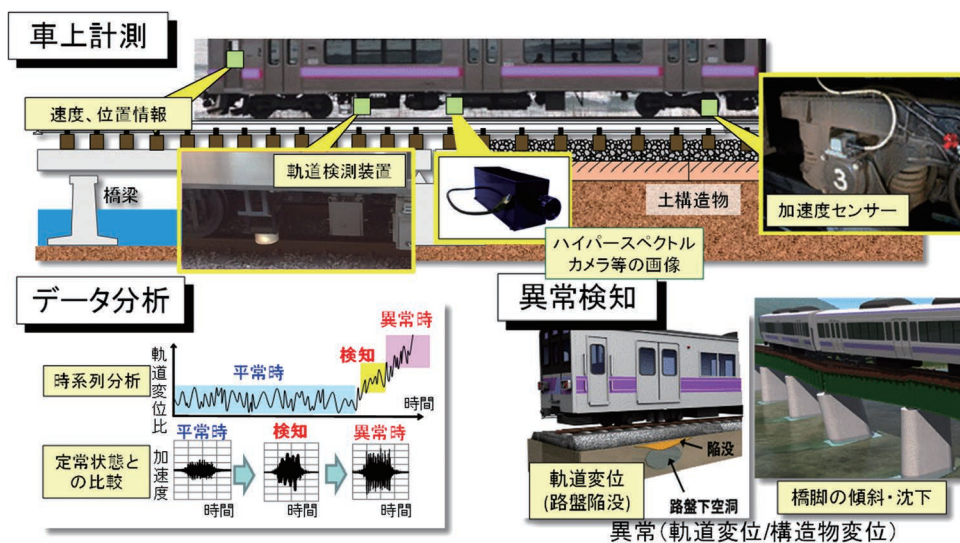 車上計測
速度、位置情報
軌道検測装置
橋梁
土構造物
3
加速度センサー
ハイパースペクトル
カメラ等の画像
データ分析
時系列分析
軌道変位比
平常時
検知
異常時
時間
定常状態と
の比較
加速度
平常時
検知
異常時
時間
時間
時間
異常検知
陥没
軌道変位
(路盤陥没)
路盤下空洞
橋脚の傾斜・沈下
異常(軌道変位/構造物変位)